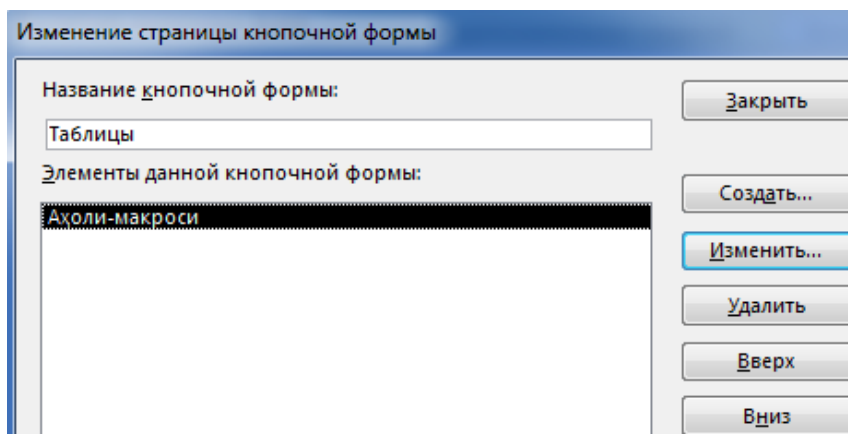 Изменение страницы кнопочной формы
Название кнопочной формы:
Закрыть
Таблицы
Элементы данной кнопочной формы:
Создать...
Аҳоли-макроси
Изменить...
Удалить
Вверх
Вниз